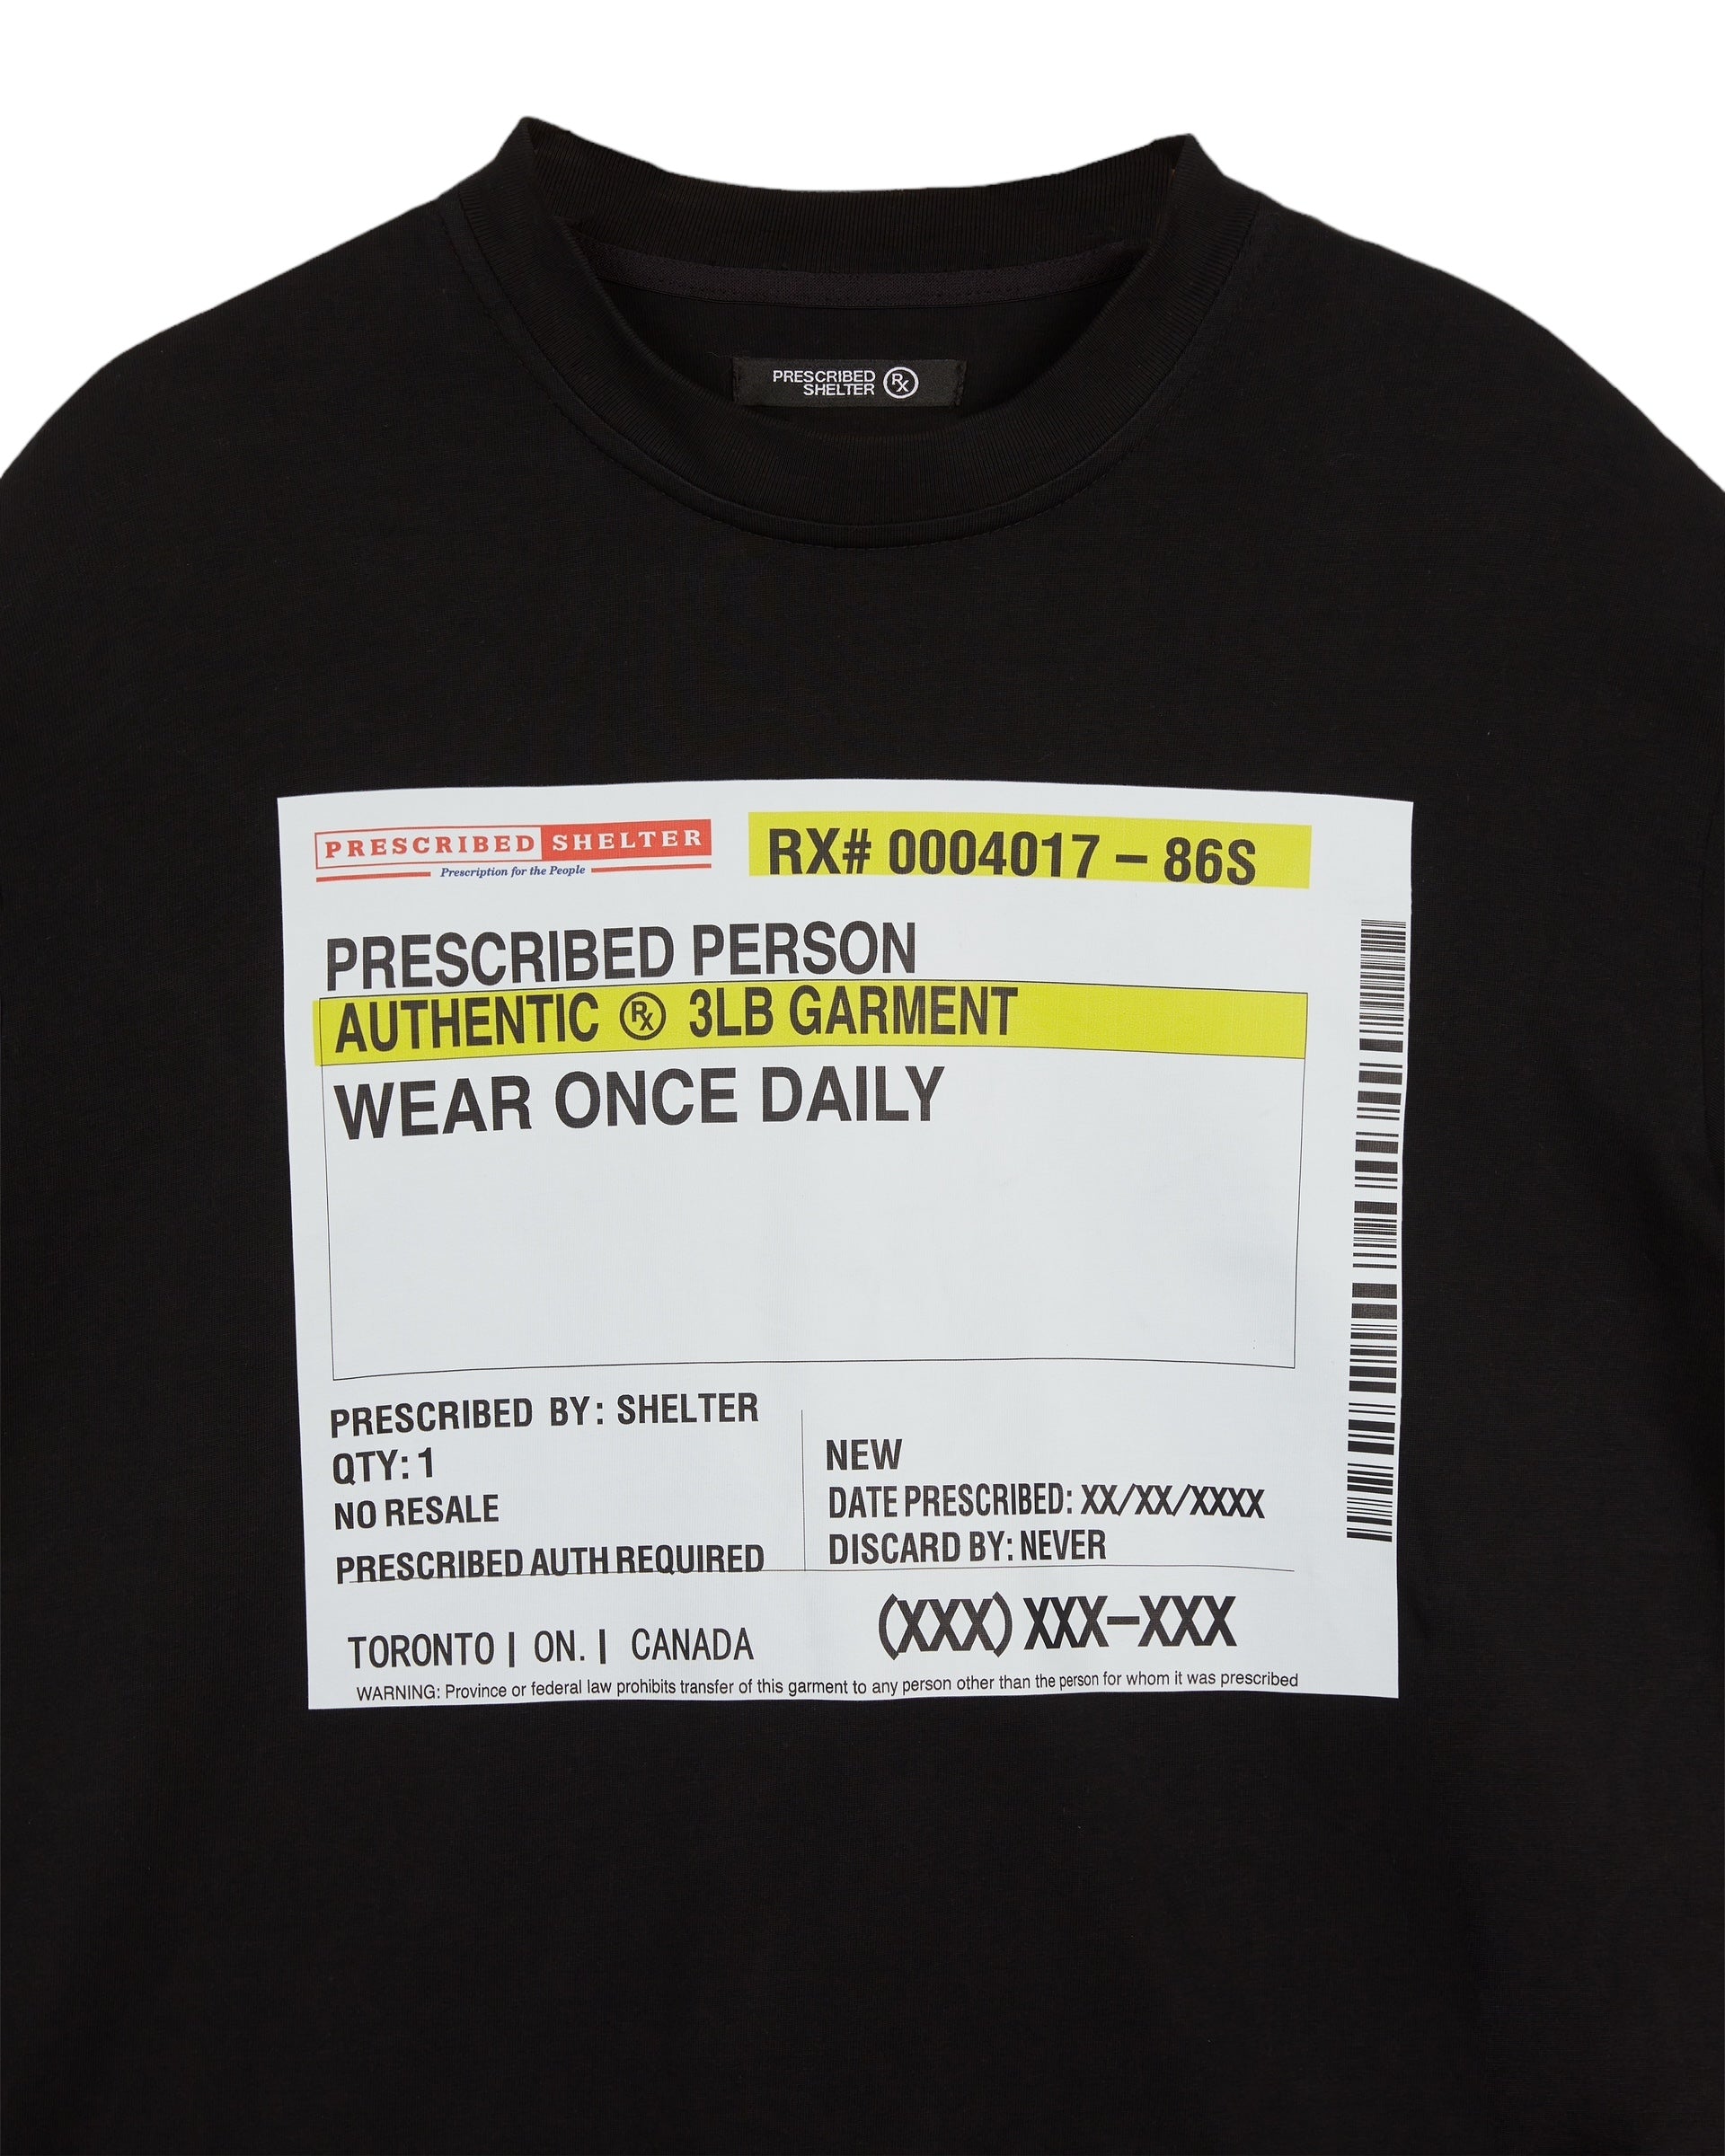 PRESCRIBED
SHELTER RX
PRESCRIBED SHELTER
Prescription for the People
RX# 0004017 – 86S
PRESCRIBED PERSON
AUTHENTIC RX 3LB GARMENT
WEAR ONCE DAILY
PRESCRIBED BY: SHELTER
QTY: 1
NO RESALE
PRESCRIBED AUTH REQUIRED
NEW
DATE PRESCRIBED: XX/XX/XXXX
DISCARD BY: NEVER
TORONTO | ON. | CANADA
(XXX) XXX–XXX
WARNING: Province or federal law prohibits transfer of this garment to any person other than the person for whom it was prescribed